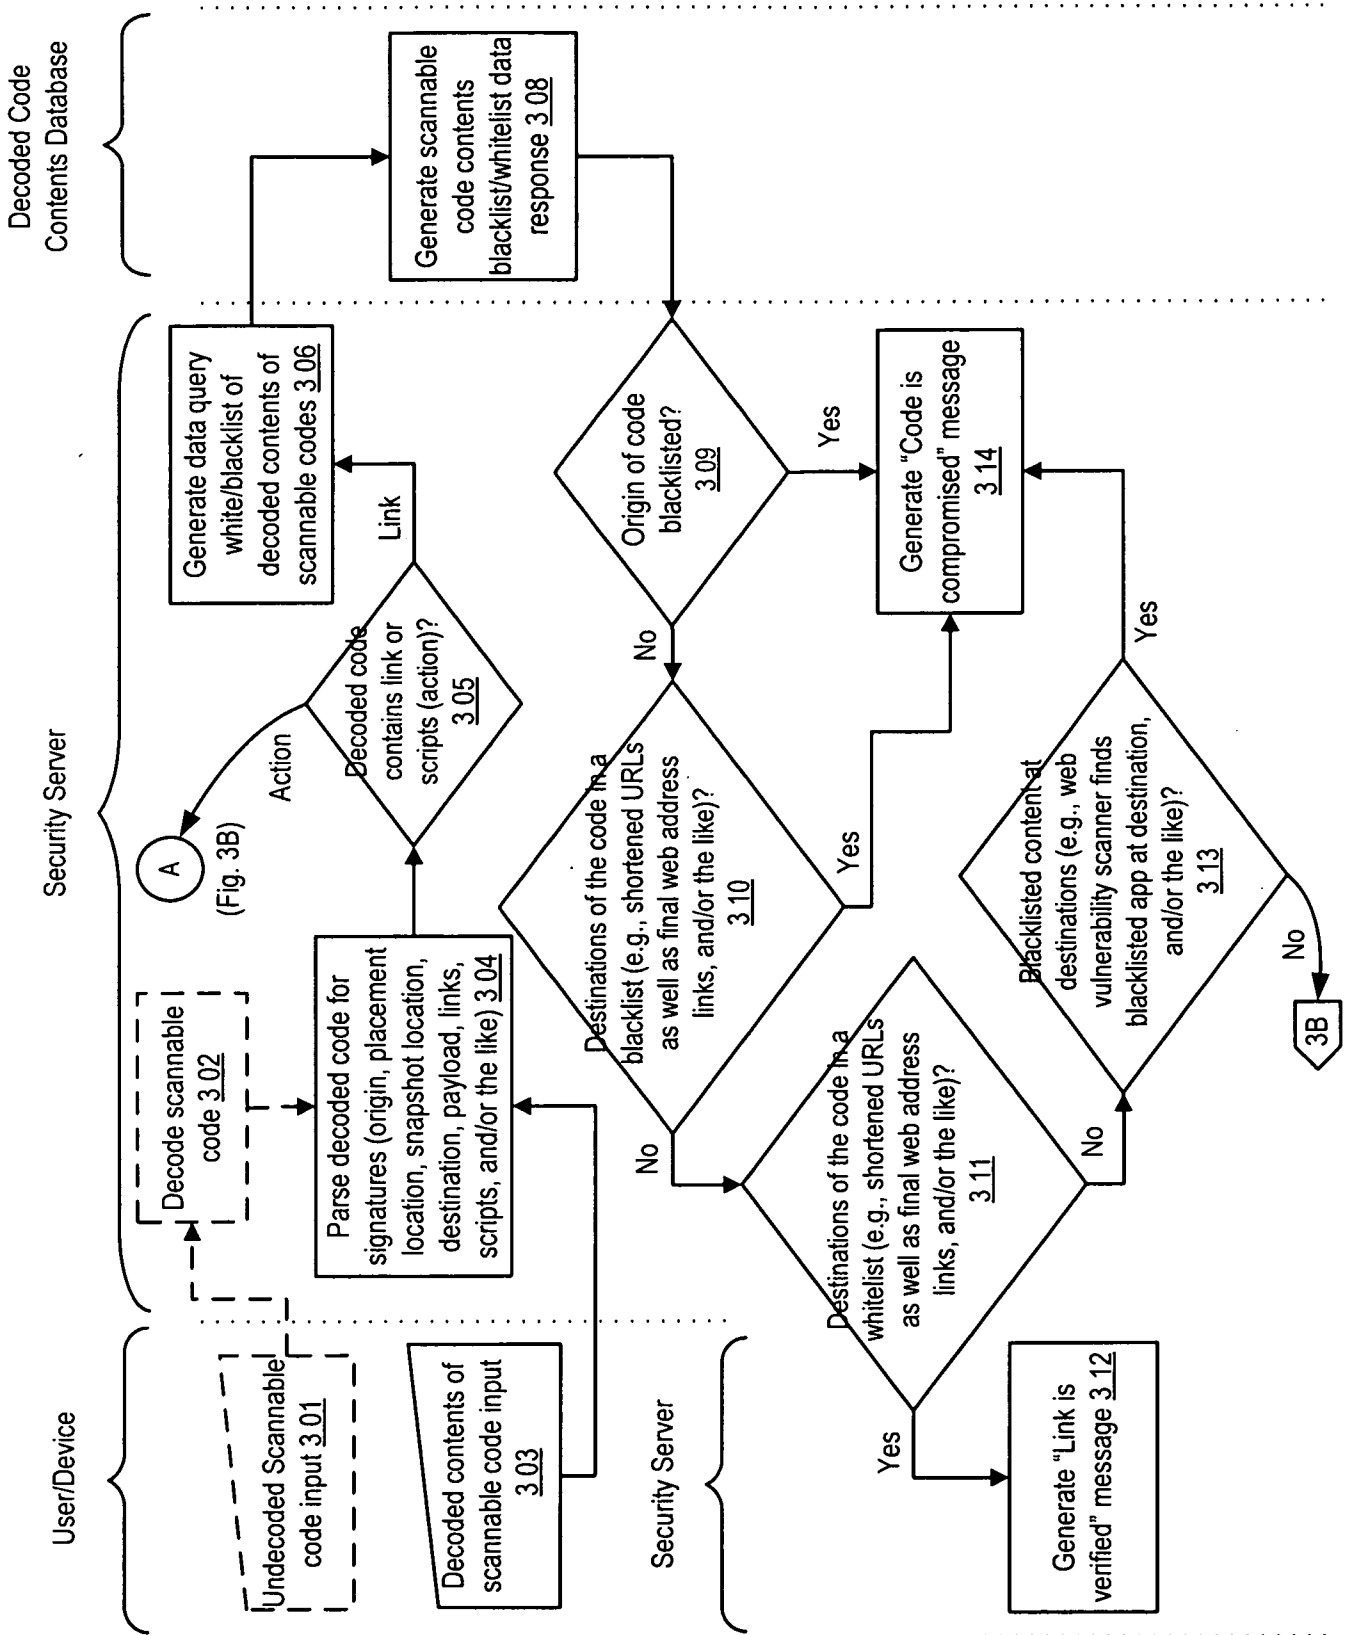 User/Device
Security Server
Decoded Code
Contents Database
Undecoded Scannable
code input 3 01
Decode scannable
code 3 02
Decoded contents of
scannable code input
3 03
Parse decoded code for
signatures (origin, placement
location, snapshot location,
destination, payload, links,
scripts, and/or the like) 3 04
A
(Fig. 3B)
Action
Decoded code
contains link or
scripts (action)?
3 05
Link
Generate data query
white/blacklist of
decoded contents of
scannable codes 3 06
Generate scannable
code contents
blacklist/whitelist data
response 3 08
Origin of code
blacklisted?
3 09
No
Yes
Destinations of the code in a
blacklist (e.g., shortened URLs
as well as final web address
links, and/or the like)?
3 10
No
Yes
Generate “Code is
compromised” message
3 14
Security Server
Destinations of the code in a
whitelist (e.g., shortened URLs
as well as final web address
links, and/or the like)?
3 11
Yes
No
Generate “Link is
verified” message 3 12
Blacklisted content at
destinations (e.g., web
vulnerability scanner finds
blacklisted app at destination,
and/or the like)?
3 13
Yes
No
3B